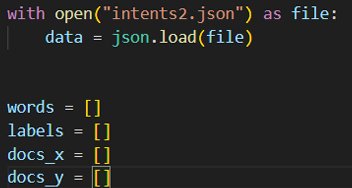 with open("intents2.json") as file:
    data = json.load(file)
words = []
labels = []
docs_x = []
docs_y = []